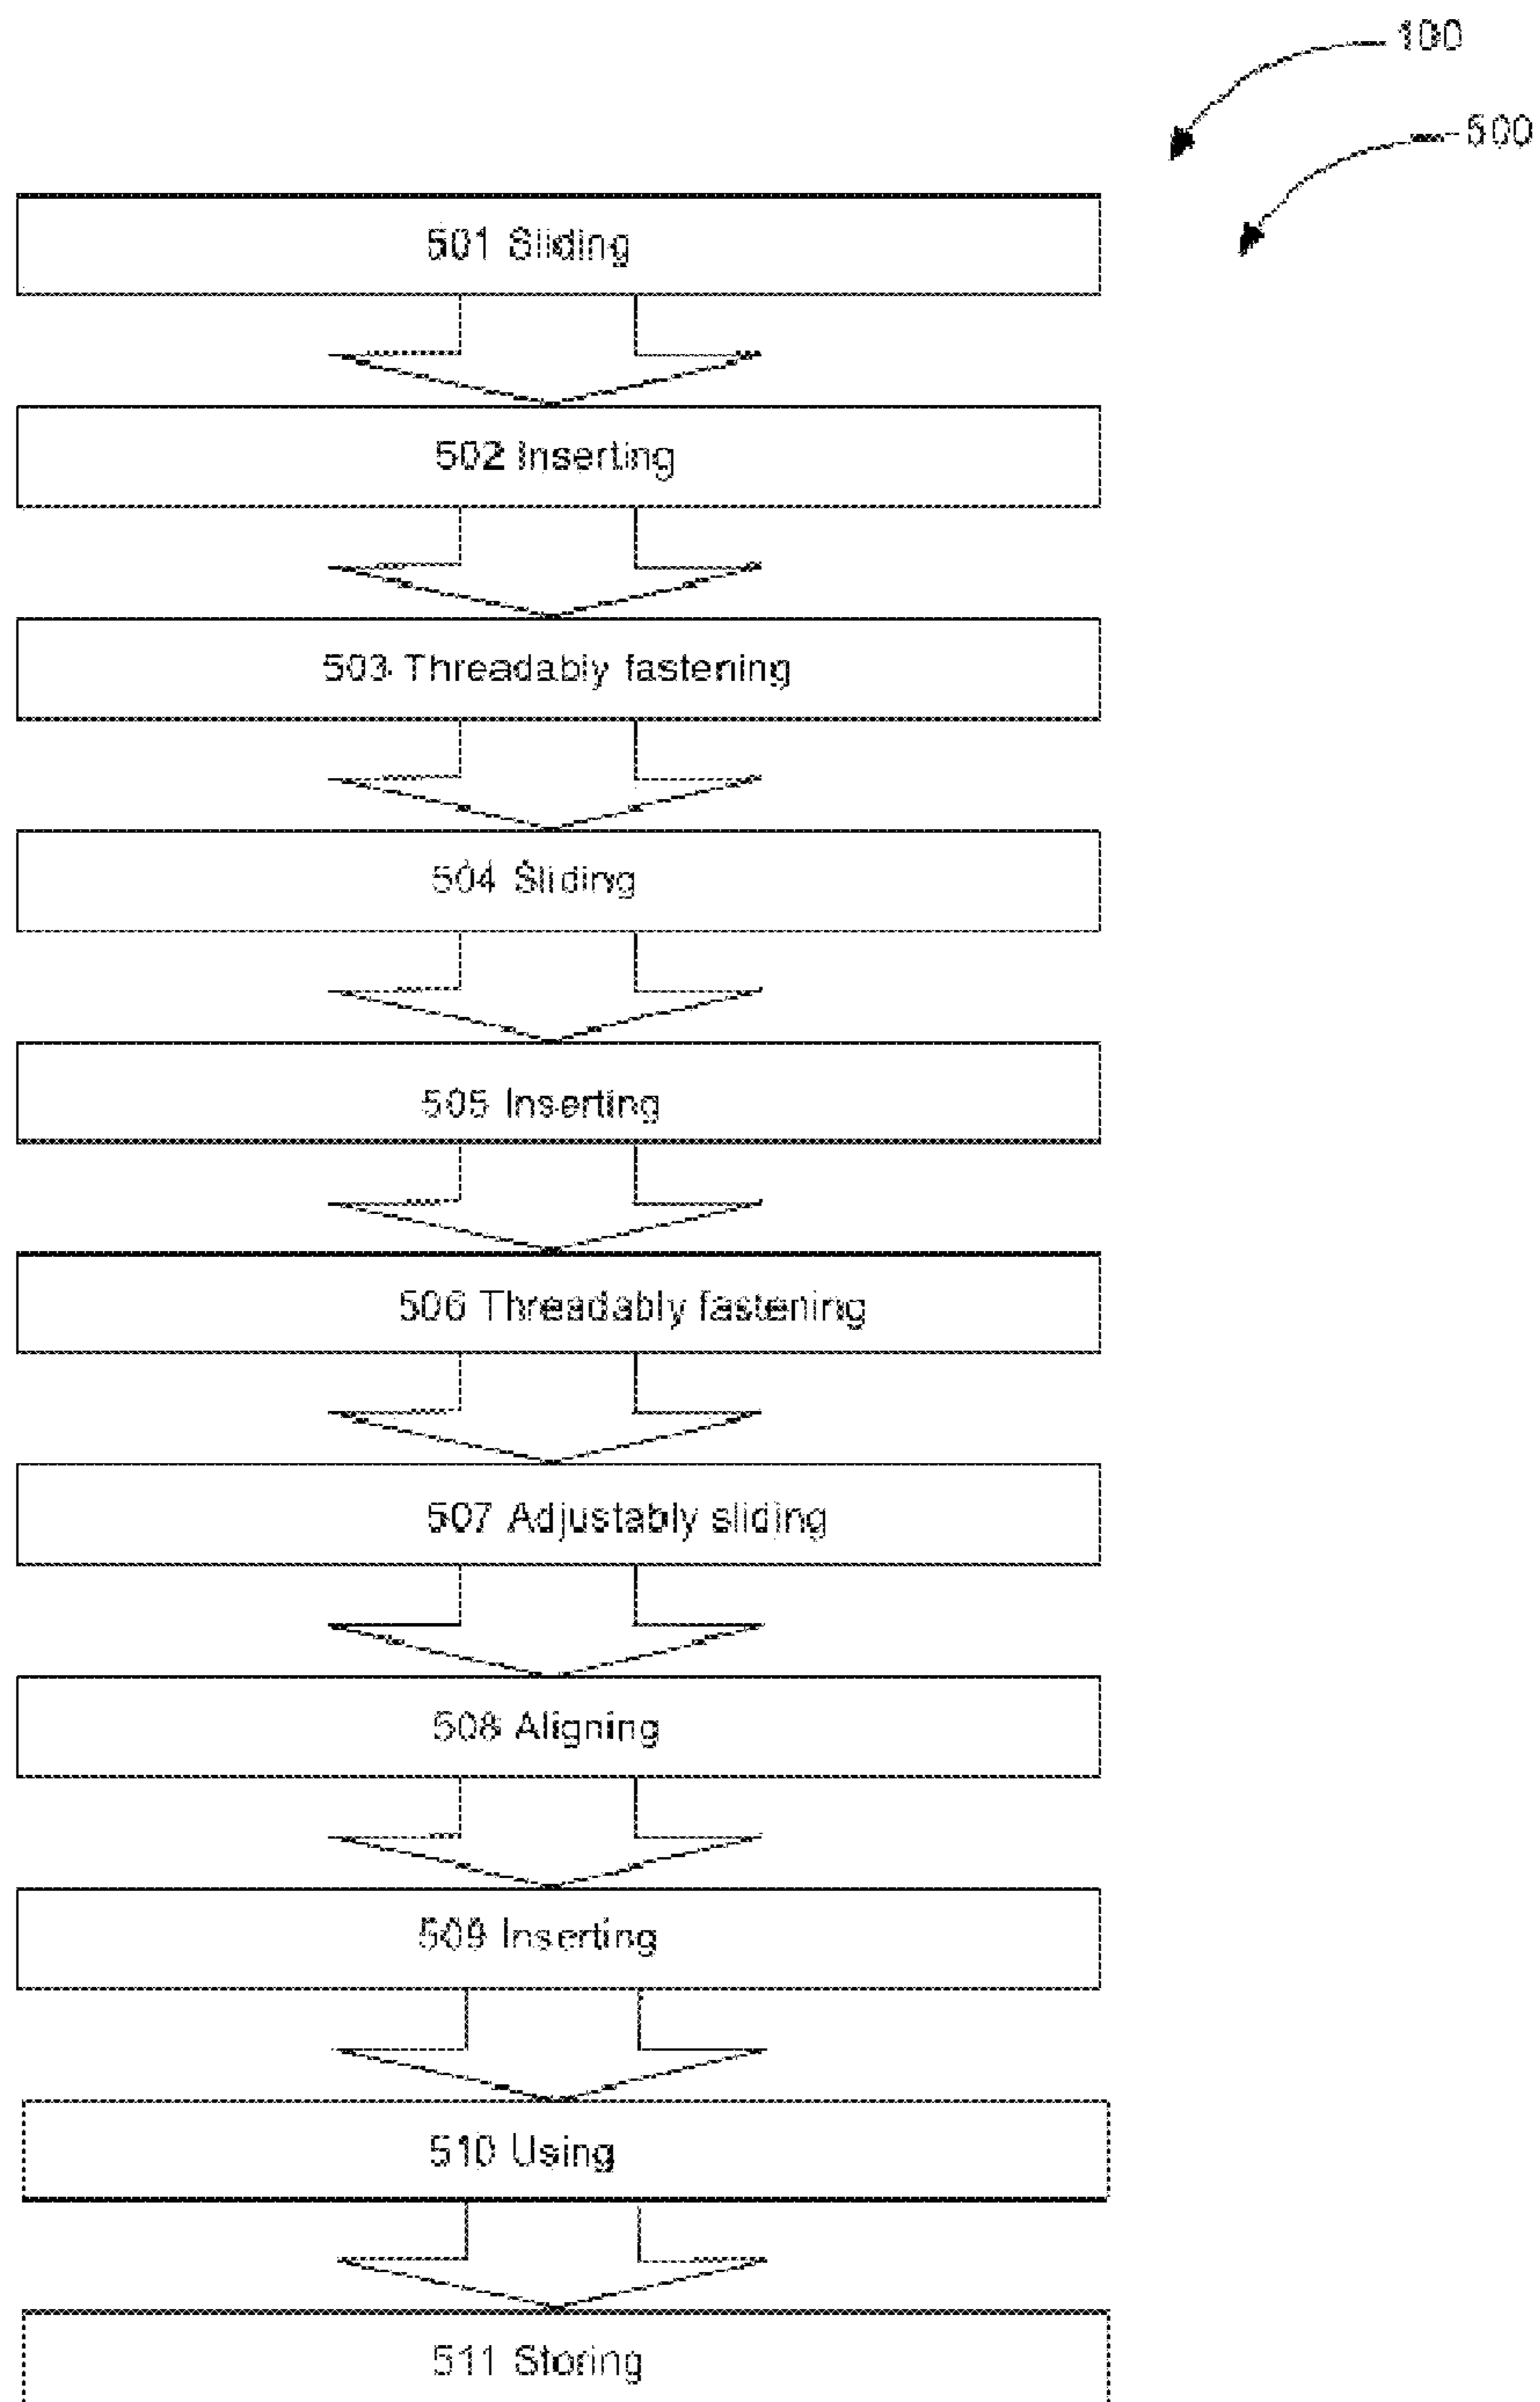 100
500
501 Sliding
502 Inserting
503 Threadably fastening
504 Sliding
505 Inserting
506 Threadably fastening
507 Adjustably sliding
508 Aligning
509 Inserting
510 Using
511 Storing